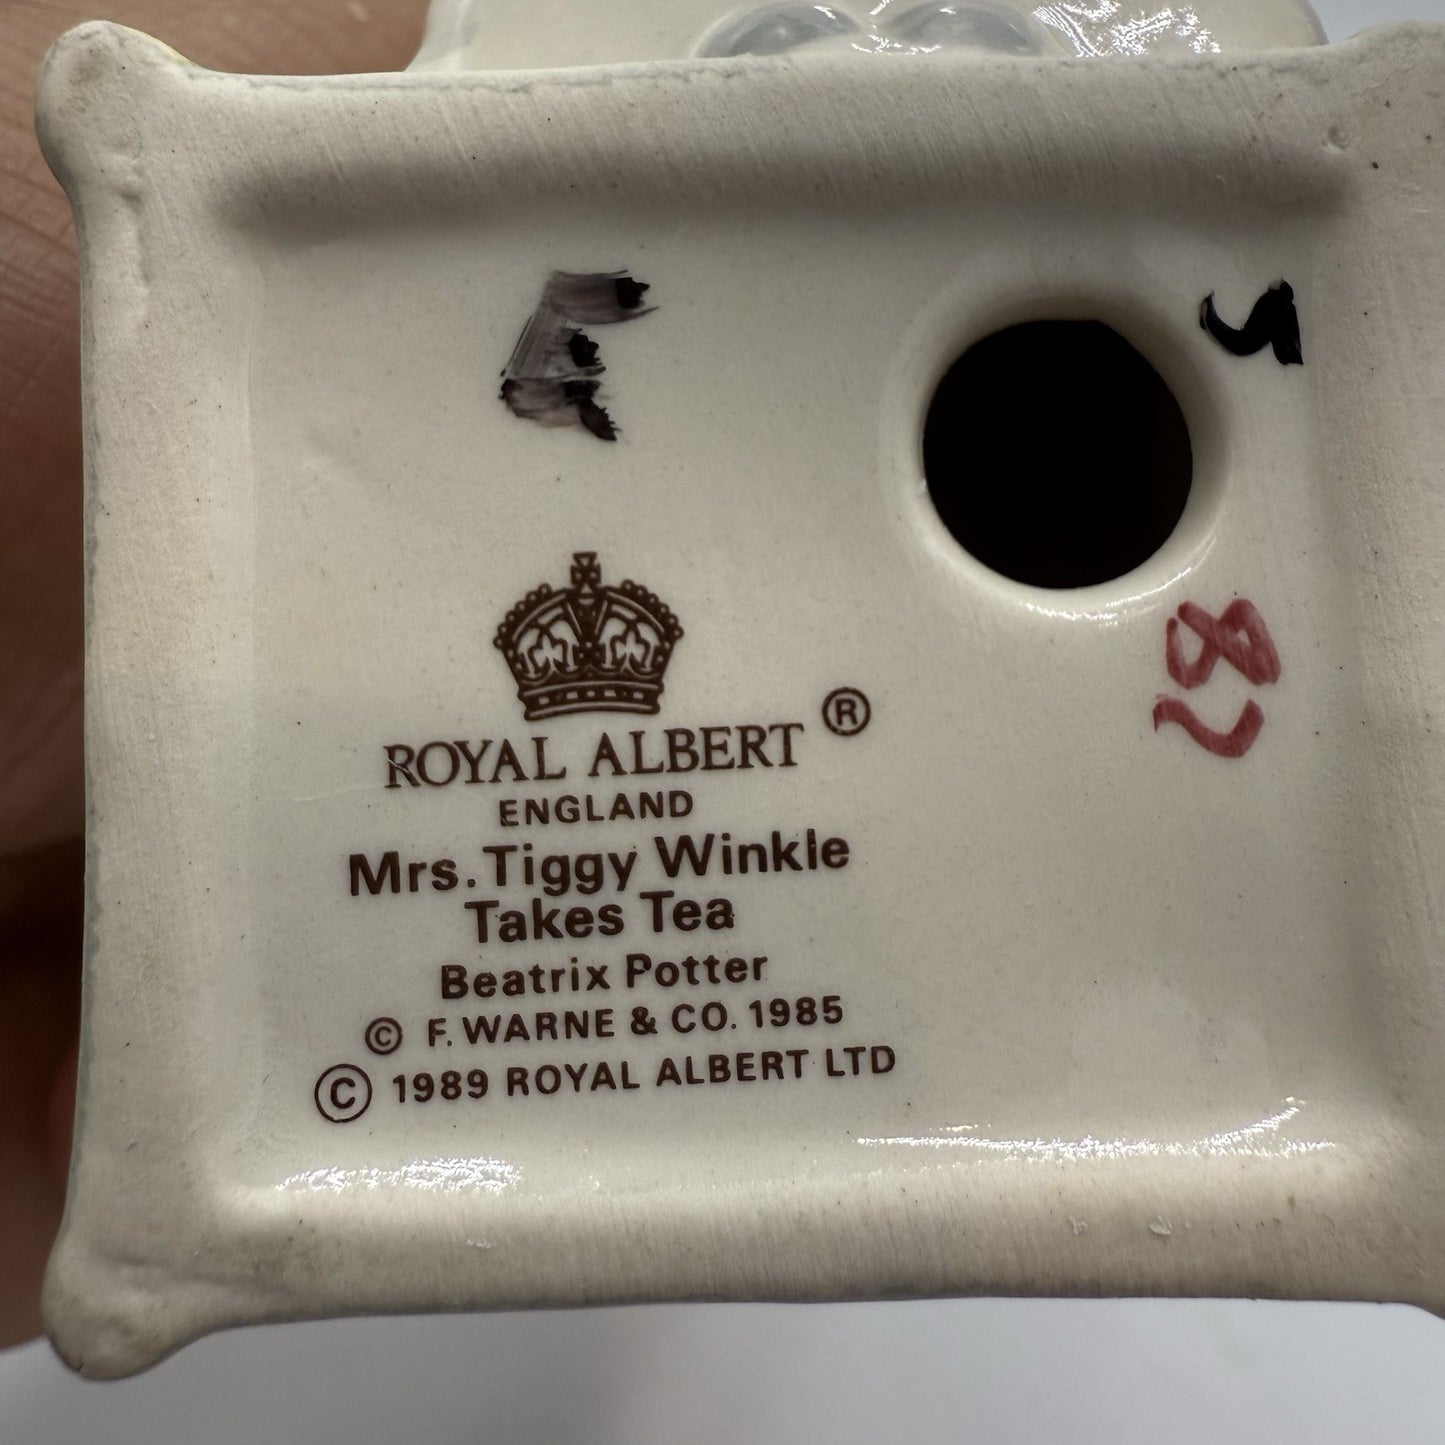 ROYAL ALBERT ®
ENGLAND
Mrs. Tiggy Winkle
Takes Tea
Beatrix Potter
© F. WARNE & CO. 1985
© 1989 ROYAL ALBERT LTD